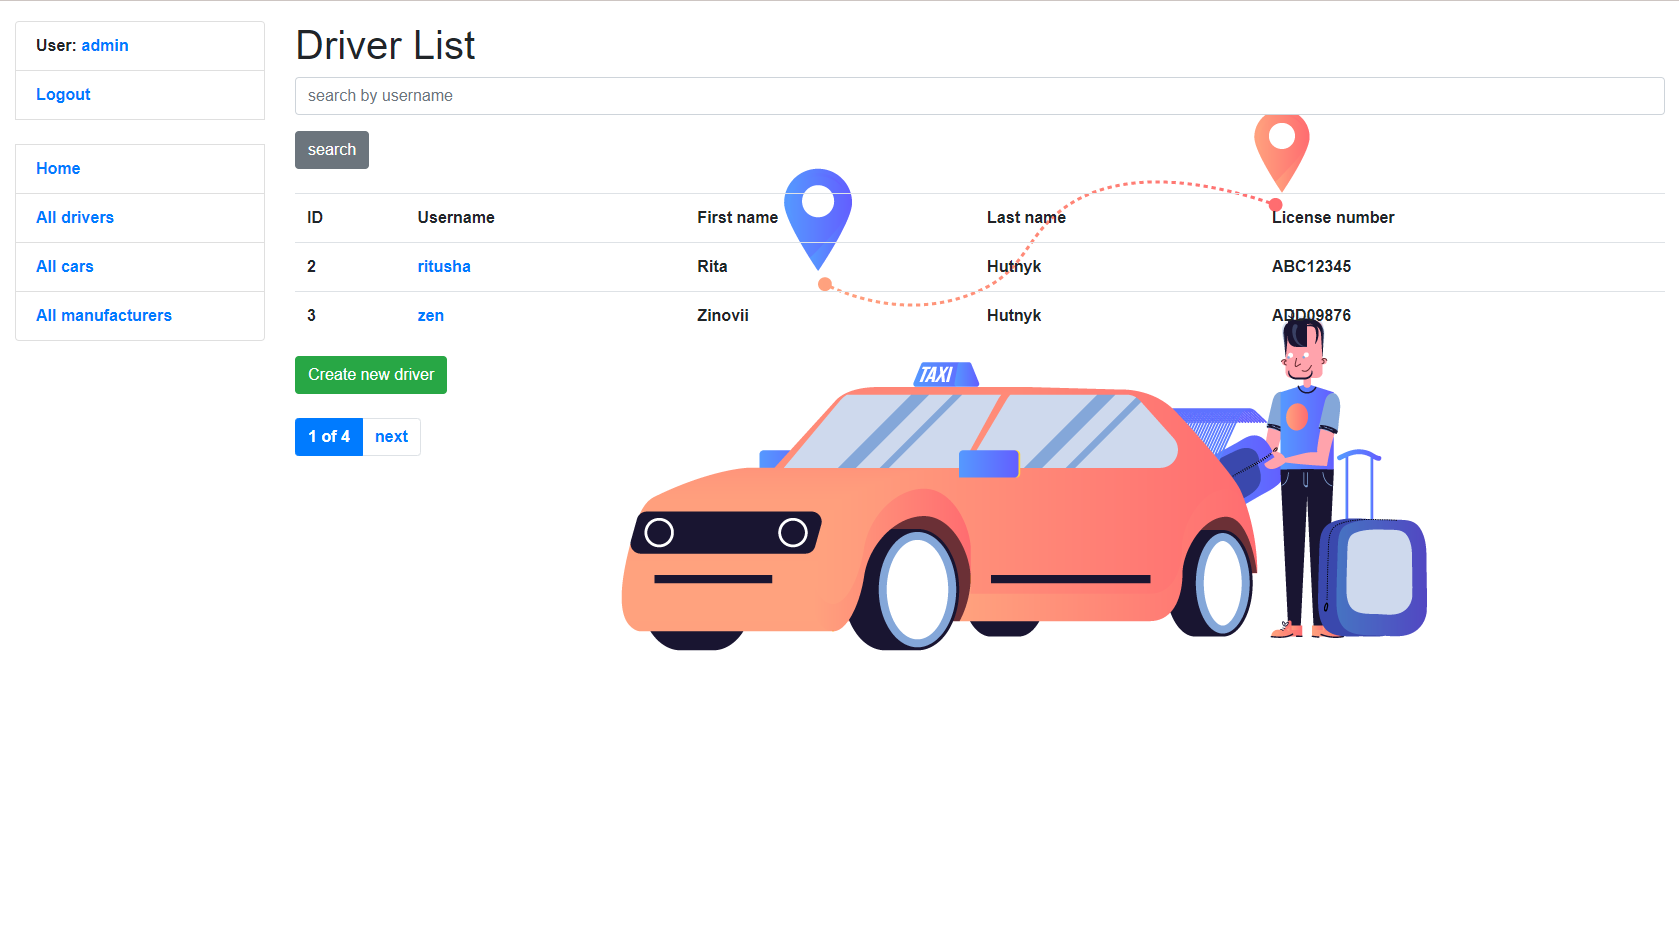 User: admin
Logout
Home
All drivers
All cars
All manufacturers
Driver List
search by username
search
ID Username First name Last name License number
2 ritusha Rita Hutnyk ABC12345
3 zen Zinovii Hutnyk ADD09876
Create new driver
1 of 4 next
TAXI